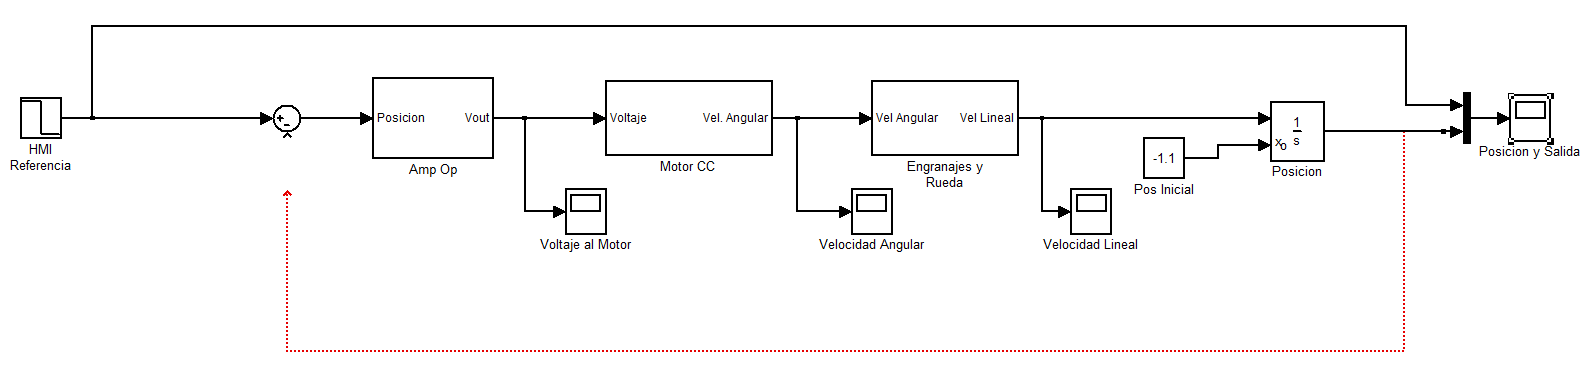 HMI
Referencia
+
-
Posicion
Vout
Amp Op
Voltaje
Vel. Angular
Motor CC
Vel Angular
Vel Lineal
Engranajes y
Rueda
-1.1
Pos Inicial
1
s
xo
Posicion
Posicion y Salida
Voltaje al Motor
Velocidad Angular
Velocidad Lineal